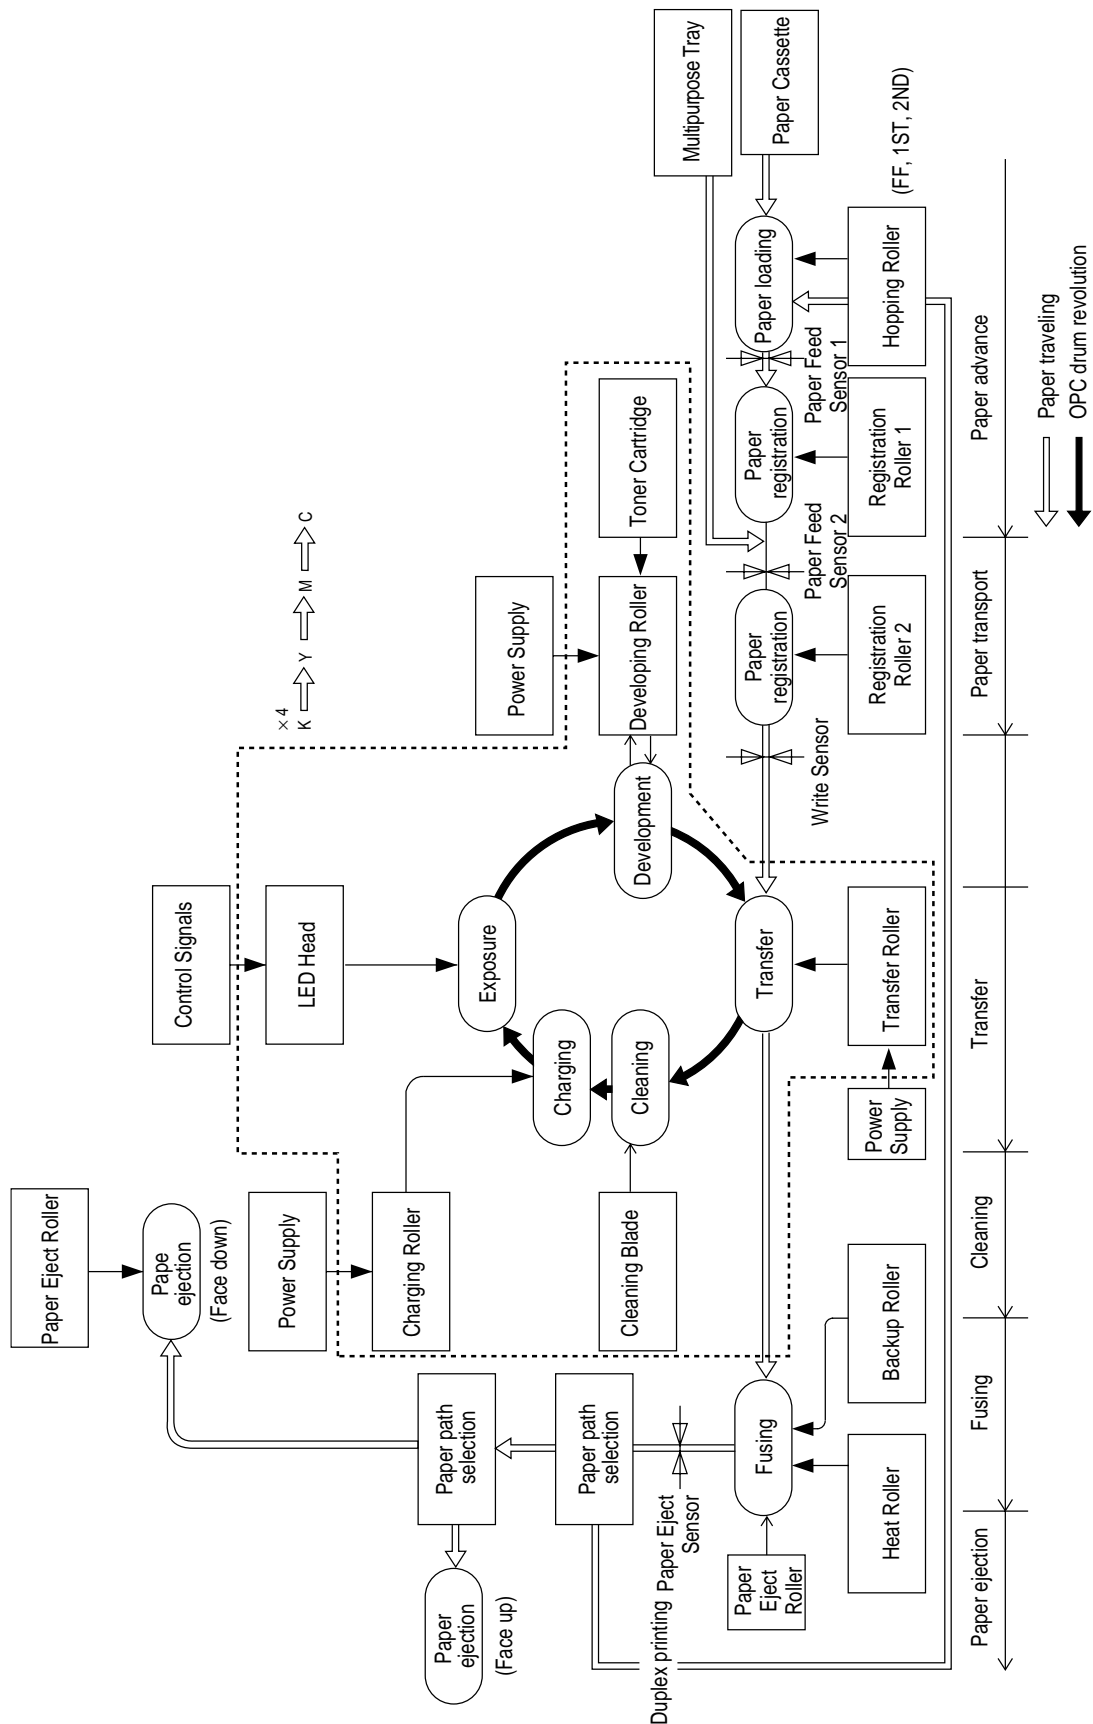 Paper Eject Roller
Pape
ejection
(Face down)
Control Signals
×4
K
Y
M
C
Power Supply
LED Head
Charging Roller
Paper path
selection
Paper
ejection
(Face up)
Exposure
Power Supply
Charging
Paper path
selection
Cleaning Blade
Cleaning
Development
Developing Roller
Toner Cartridge
Duplex printing
Paper Eject
Sensor
Multipurpose Tray
Paper
Eject
Roller
Fusing
Transfer
Paper
registration
Paper
registration
Paper loading
Paper Cassette
Write Sensor
Paper Feed
Sensor 2
Paper Feed
Sensor 1
Heat Roller
Backup Roller
Power
Supply
Transfer Roller
Registration
Roller 2
Registration
Roller 1
Hopping Roller
(FF, 1ST, 2ND)
Paper ejection
Fusing
Cleaning
Transfer
Paper transport
Paper advance
Paper traveling
OPC drum revolution